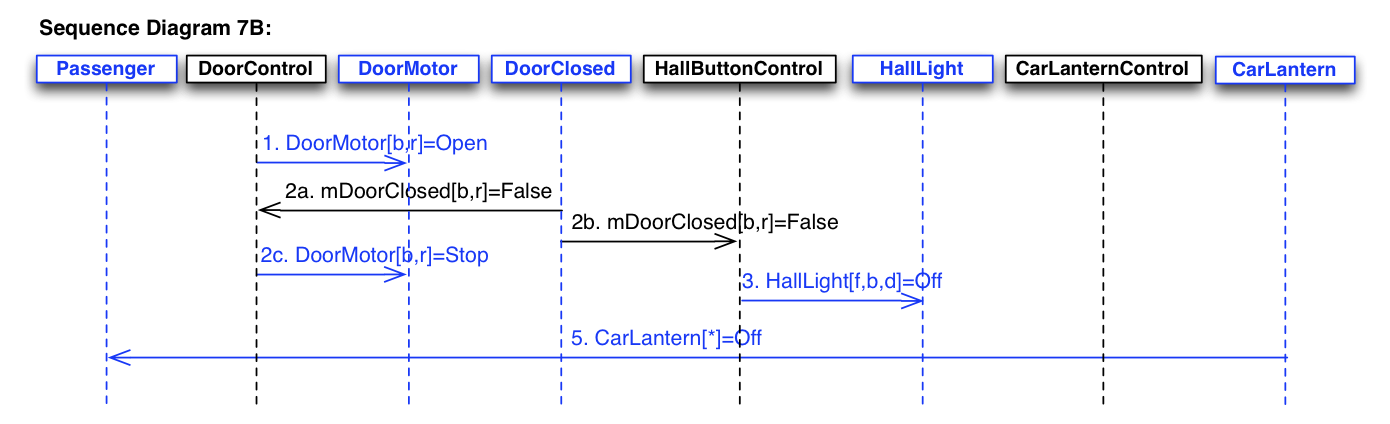 Sequence Diagram 7B:
Passenger DoorControl DoorMotor DoorClosed HallButtonControl HallLight CarLanternControl CarLantern
1. DoorMotor[b,r]=Open
2a. mDoorClosed[b,r]=False
2b. mDoorClosed[b,r]=False
2c. DoorMotor[b,r]=Stop
3. HallLight[f,b,d]=Off
5. CarLantern[*]=Off